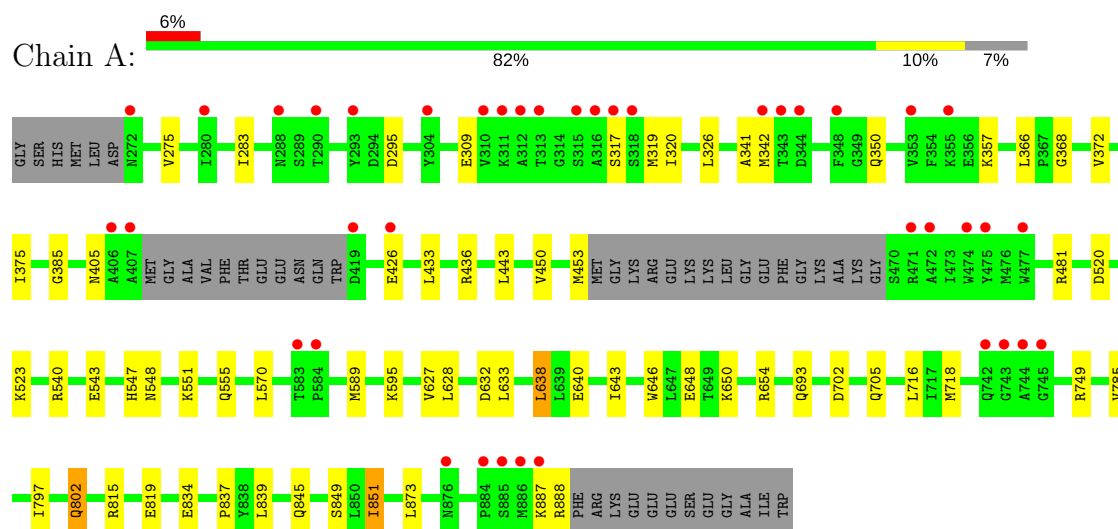 6%
Chain A:
82% 10% 7%
GLY SER HIS MET LEU ASP N272 V275 I280 I283 N288 S289 T290 Y293 D294 D295 Y304 E309 V310 K311 A312 T313 G314 S315 A316 S317 S318 M319 I320 L326 A341 M342 T343 D344 F348 G349 Q350 V353 F354 K355 E356 K357 L366 F367 G368 V372
I375 G385 N405 A406 A407 MET GLY ALA VAL PHE THR GLU GLU ASN GLN TRP D419 E426 L433 R436 L443 V450 M453 MET GLY LYS ARG GLU LYS LYS LEU GLY GLU PHE GLY LYS ALA LYS GLY S470 R471 A472 I473 W474 Y475 M476 W477 R481 D520
K523 R540 E543 H547 N548 K551 Q555 L570 T583 P584 M589 K595 V627 L628 D632 L633 L638 L639 E640 I643 W646 L647 E648 T649 K650 R654 Q693 D702 Q705 L716 I717 M718 Q742 G743 A744 G745 R749 V785
I797 Q802 R815 E819 E834 P837 Y838 L839 Q845 S849 L850 I851 L873 N876 P884 S885 M886 K887 R888 PHE ARG LYS GLU GLU GLU SER GLU GLY ALA ILE TRP